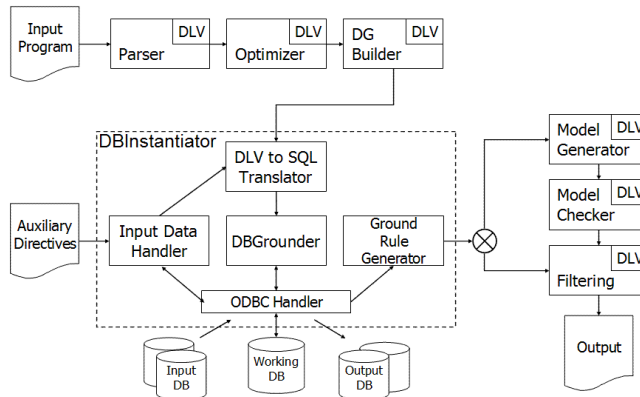 Input
Program
DLV
Parser
DLV
Optimizer
DLV
DG
Builder
DBInstantiator
DLV to SQL
Translator
Auxiliary
Directives
Input Data
Handler
DBGrounder
Ground
Rule
Generator
ODBC Handler
Input
DB
Working
DB
Output
DB
DLV
Model
Generator
DLV
Model
Checker
DLV
Filtering
Output